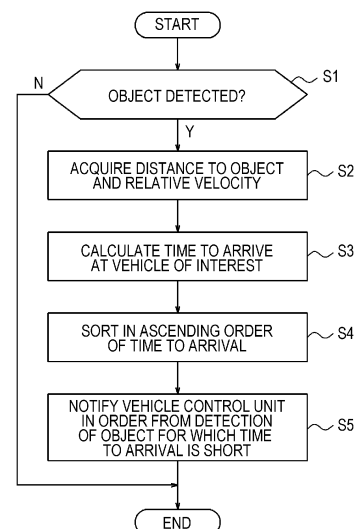 START
OBJECT DETECTED?
S1
N
Y
ACQUIRE DISTANCE TO OBJECT
AND RELATIVE VELOCITY
S2
CALCULATE TIME TO ARRIVE
AT VEHICLE OF INTEREST
S3
SORT IN ASCENDING ORDER
OF TIME TO ARRIVAL
S4
NOTIFY VEHICLE CONTROL UNIT
IN ORDER FROM DETECTION
OF OBJECT FOR WHICH TIME
TO ARRIVAL IS SHORT
S5
END